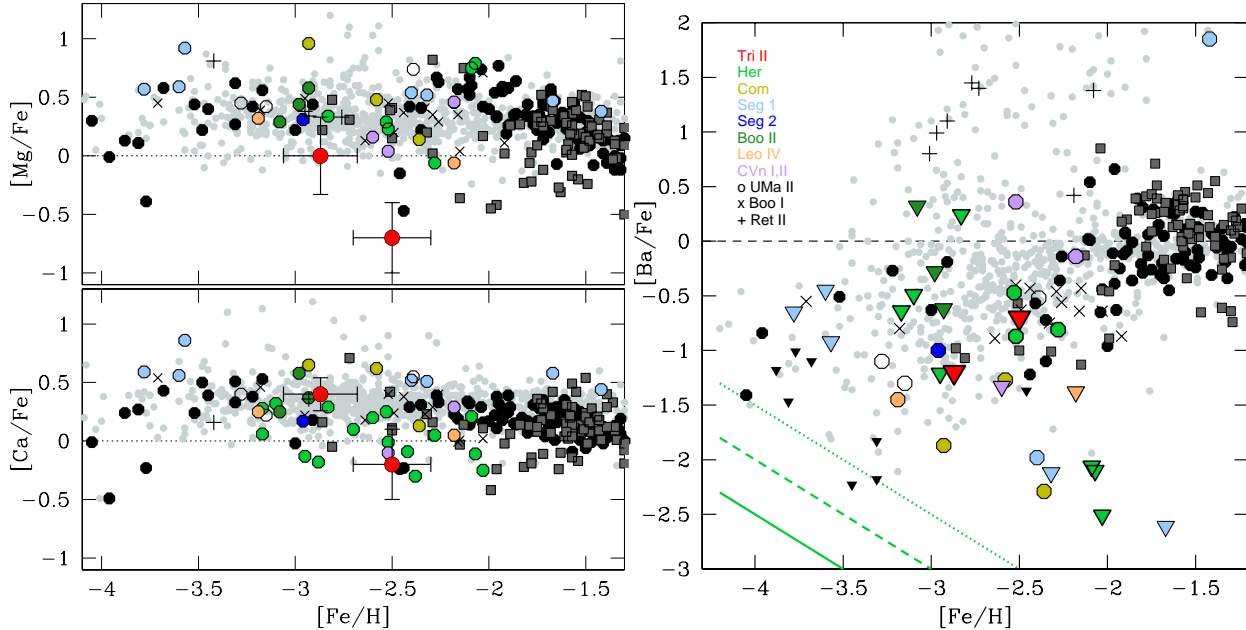 1
0.5
0
−0.5
−1
[Mg/Fe]
1
0.5
0
−0.5
−1
[Ca/Fe]
−4
−3.5
−3
−2.5
−2
−1.5
[Fe/H]
2
1.5
1
0.5
0
−0.5
−1
−1.5
−2
−2.5
−3
[Ba/Fe]
Tri II
Her
Com
Seg 1
Seg 2
Boo II
Leo IV
CVn I,II
o UMa II
x Boo I
+ Ret II
−4
−3.5
−3
−2.5
−2
−1.5
[Fe/H]